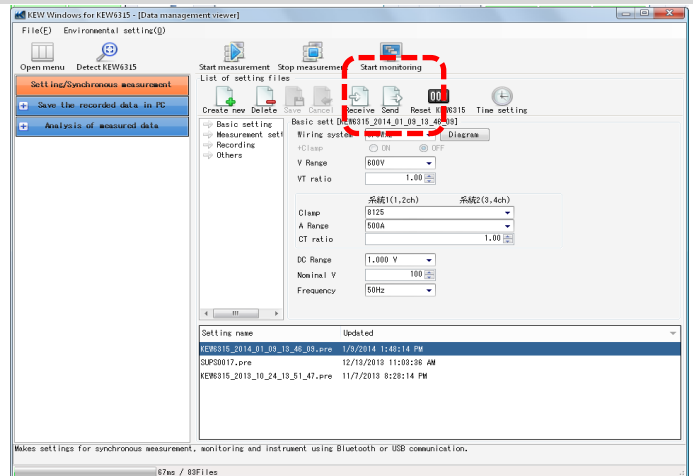 KEW Windows for KEW6315 - [Data management viewer]
File(F) Environmental setting(O)
Open menu Detect KEW6315 Start measurement Stop measurement Start monitoring
Setting/Synchronous measurement
Save the recorded data in PC
Analysis of measured data
List of setting files
Create new Delete Save Cancel Receive Send Reset KEW6315 Time setting
Basic setting
Measurement sett
Recording
Others
Basic sett [KEW6315_2014_01_09_13_46_09]
Wiring system Diagram
+Clamp ON OFF
V Range 600V
VT ratio 1.00
系統1(1,2ch) 系統2(3,4ch)
Clamp 8125
A Range 500A
CT ratio 1.00
DC Range 1.000 V
Nominal V 100
Frequency 50Hz
Setting name Updated
KEW6315_2014_01_09_13_46_09.pre 1/9/2014 1:48:14 PM
SUPS0017.pre 12/13/2013 11:03:36 AM
KEW6315_2013_10_24_13_51_47.pre 11/7/2013 8:28:14 PM
Makes settings for synchronous measurement, monitoring and instrument using Bluetooth or USB communication.
67ms / 83Files